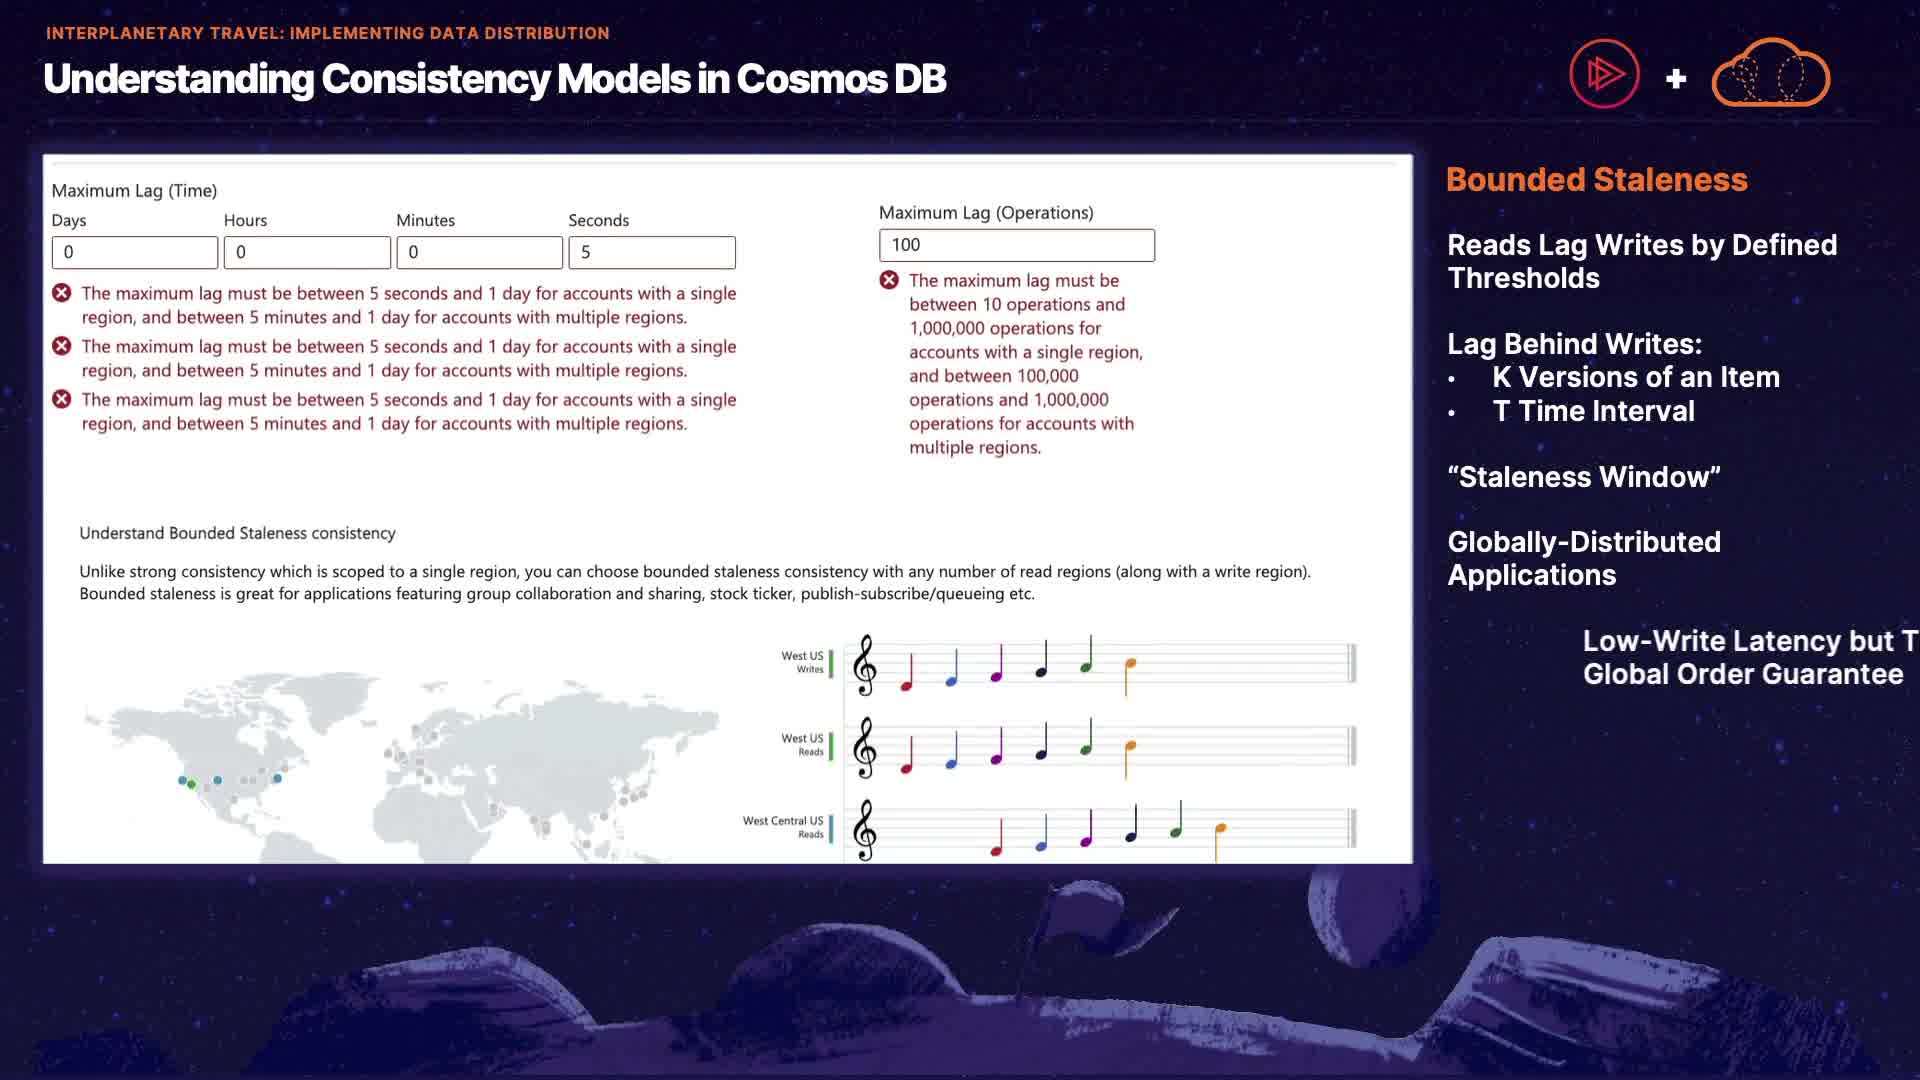 INTERPLANETARY TRAVEL: IMPLEMENTING DATA DISTRIBUTION
Understanding Consistency Models in Cosmos DB
+
Maximum Lag (Time)
Days Hours Minutes Seconds
0 0 0 5
The maximum lag must be between 5 seconds and 1 day for accounts with a single
region, and between 5 minutes and 1 day for accounts with multiple regions.
The maximum lag must be between 5 seconds and 1 day for accounts with a single
region, and between 5 minutes and 1 day for accounts with multiple regions.
The maximum lag must be between 5 seconds and 1 day for accounts with a single
region, and between 5 minutes and 1 day for accounts with multiple regions.
Maximum Lag (Operations)
100
The maximum lag must be
between 10 operations and
1,000,000 operations for
accounts with a single region,
and between 100,000
operations and 1,000,000
operations for accounts with
multiple regions.
Understand Bounded Staleness consistency
Unlike strong consistency which is scoped to a single region, you can choose bounded staleness consistency with any number of read regions (along with a write region).
Bounded staleness is great for applications featuring group collaboration and sharing, stock ticker, publish-subscribe/queueing etc.
West US
Writes
West US
Reads
West Central US
Reads
Bounded Staleness
Reads Lag Writes by Defined
Thresholds
Lag Behind Writes:
• K Versions of an Item
• T Time Interval
“Staleness Window”
Globally-Distributed
Applications
Low-Write Latency but T
Global Order Guarantee